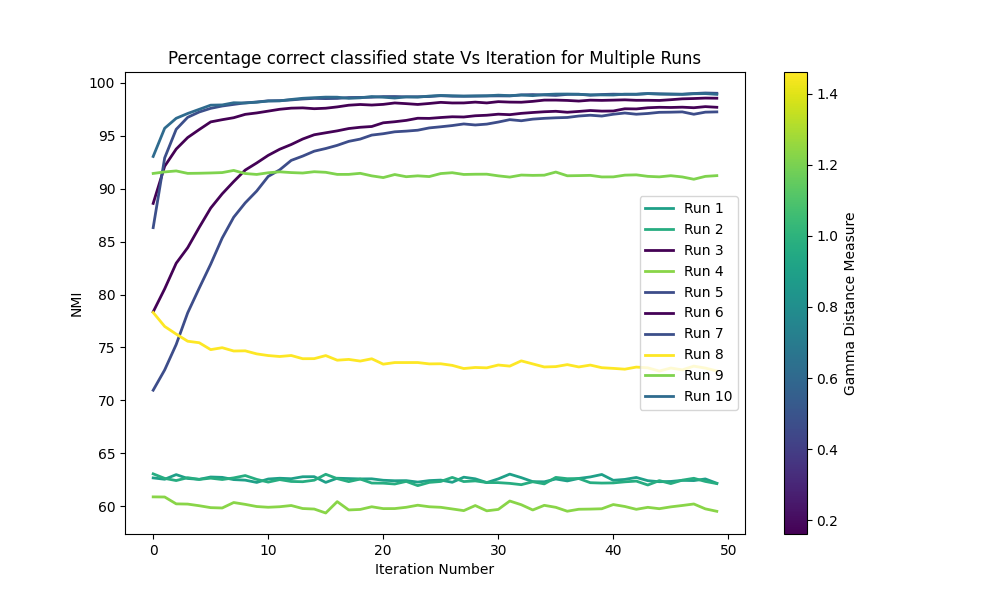 Percentage correct classified state Vs Iteration for Multiple Runs
NMI
100
95
90
85
80
75
70
65
60
0
10
20
30
40
50
Iteration Number
Run 1
Run 2
Run 3
Run 4
Run 5
Run 6
Run 7
Run 8
Run 9
Run 10
1.4
1.2
1.0
0.8
0.6
0.4
0.2
Gamma Distance Measure